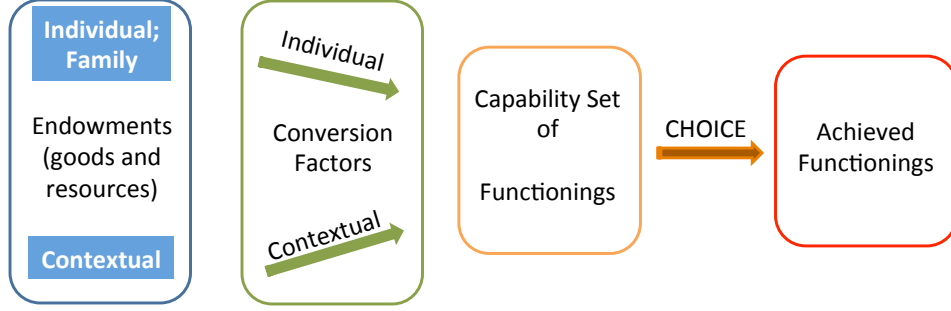 Individual;
Family
Endowments
(goods and
resources)
Contextual
Individual
Conversion
Factors
Contextual
Capability Set
of
Functionings
CHOICE
Achieved
Functionings